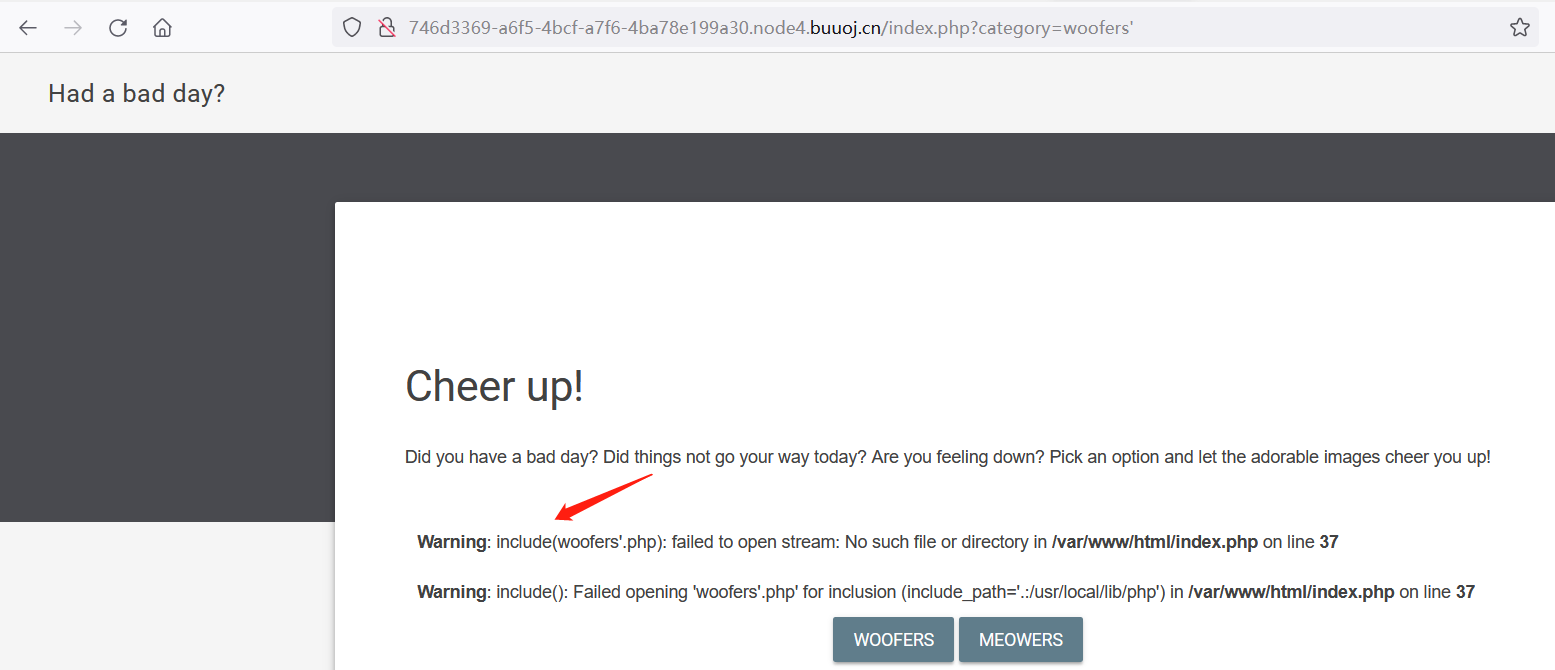 746d3369-a6f5-4bcf-a7f6-4ba78e199a30.node4.buuoj.cn/index.php?category=woofers'
Had a bad day?
Cheer up!
Did you have a bad day? Did things not go your way today? Are you feeling down? Pick an option and let the adorable images cheer you up!
Warning: include(woofers'.php): failed to open stream: No such file or directory in /var/www/html/index.php on line 37
Warning: include(): Failed opening 'woofers'.php' for inclusion (include_path='.:/usr/local/lib/php') in /var/www/html/index.php on line 37
WOOFERS MEOWERS